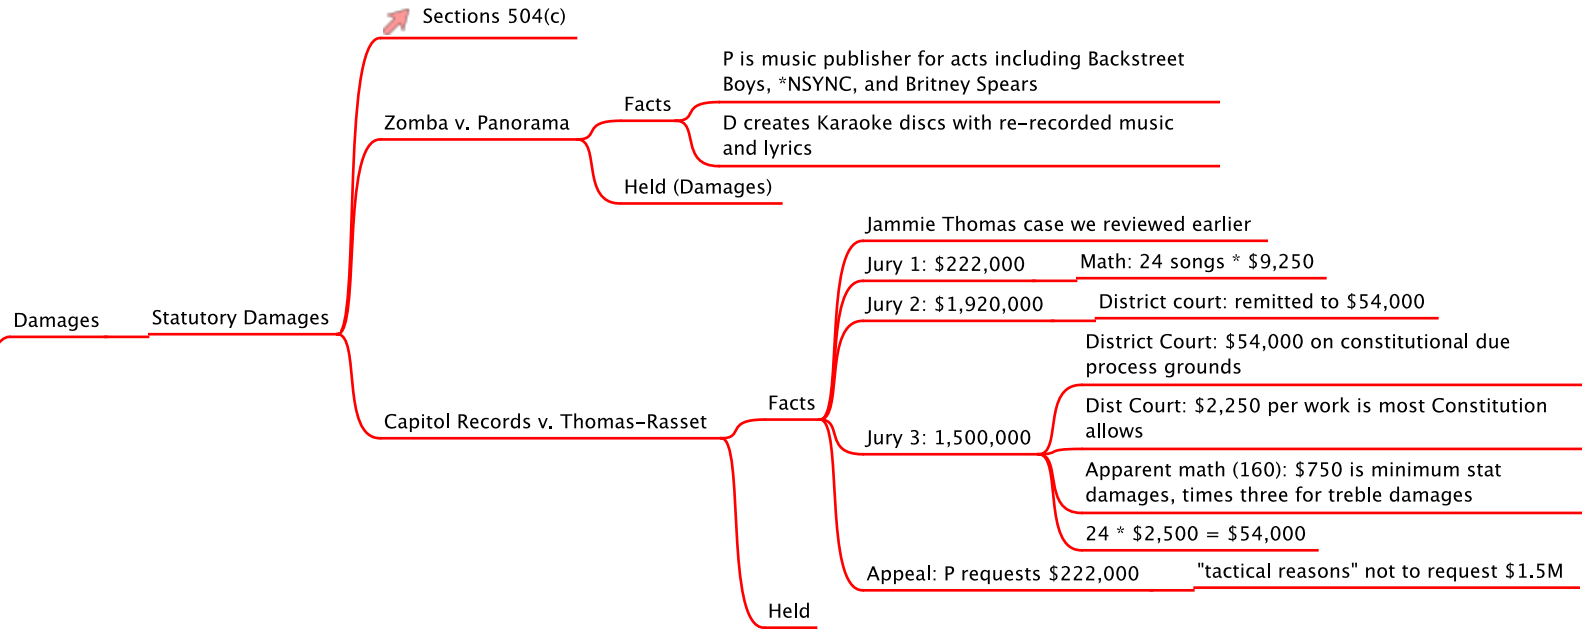 Sections 504(c)
P is music publisher for acts including Backstreet
Boys, *NSYNC, and Britney Spears
Facts
Zomba v. Panorama
D creates Karaoke discs with re-recorded music
and lyrics
Held (Damages)
Jammie Thomas case we reviewed earlier
Jury 1: $222,000
Math: 24 songs * $9,250
Jury 2: $1,920,000
District court: remitted to $54,000
Damages
Statutory Damages
District Court: $54,000 on constitutional due
process grounds
Capitol Records v. Thomas-Rasset
Facts
Dist Court: $2,250 per work is most Constitution
allows
Jury 3: 1,500,000
Apparent math (160): $750 is minimum stat
damages, times three for treble damages
24 * $2,500 = $54,000
Appeal: P requests $222,000
"tactical reasons" not to request $1.5M
Held